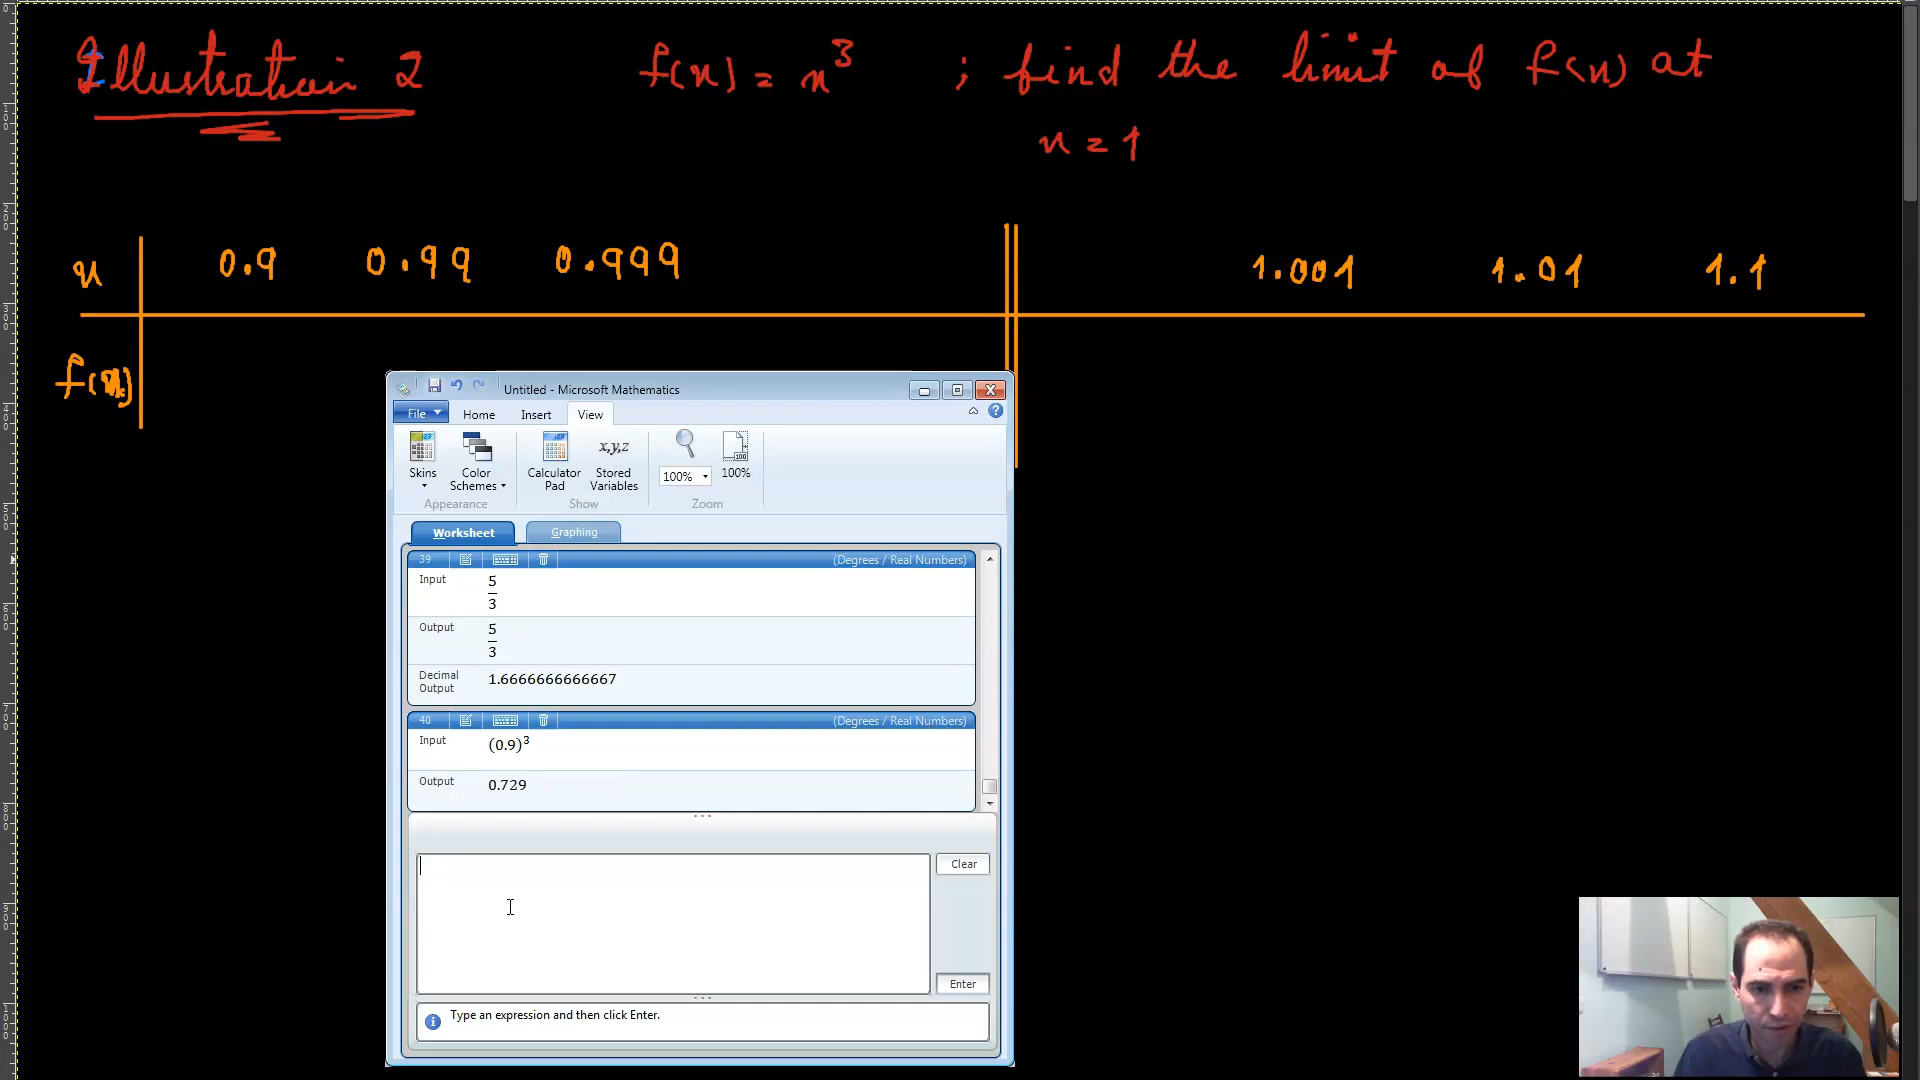 Illustration 2 f(x) = x³ ; find the limit of f(x) at
x = 1
x 0.9 0.99 0.999 1.001 1.01 1.1
f(x)
Untitled - Microsoft Mathematics
File Home Insert View
Skins Color Schemes Calculator Pad x,y,z Stored Variables 100% 100%
Appearance Show Zoom
Worksheet Graphing
39 (Degrees / Real Numbers)
Input 5/3
Output 5/3
Decimal Output 1.6666666666667
40 (Degrees / Real Numbers)
Input (0.9)³
Output 0.729
Clear
Enter
Type an expression and then click Enter.